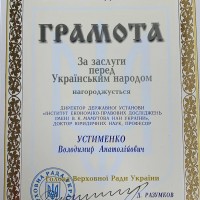 ГРАМОТА
За заслуги
перед
Українським народом
нагороджується
ДИРЕКТОР ДЕРЖАВНОЇ УСТАНОВИ
«ІНСТИТУТ ЕКОНОМІКО-ПРАВОВИХ ДОСЛІДЖЕНЬ
ІМЕНІ В. К. МАМУТОВА НАН УКРАЇНИ»,
ДОКТОР ЮРИДИЧНИХ НАУК, ПРОФЕСОР
УСТИМЕНКО
Володимир Анатолійович
Голова Верховної Ради України
Д. РАЗУМКОВ